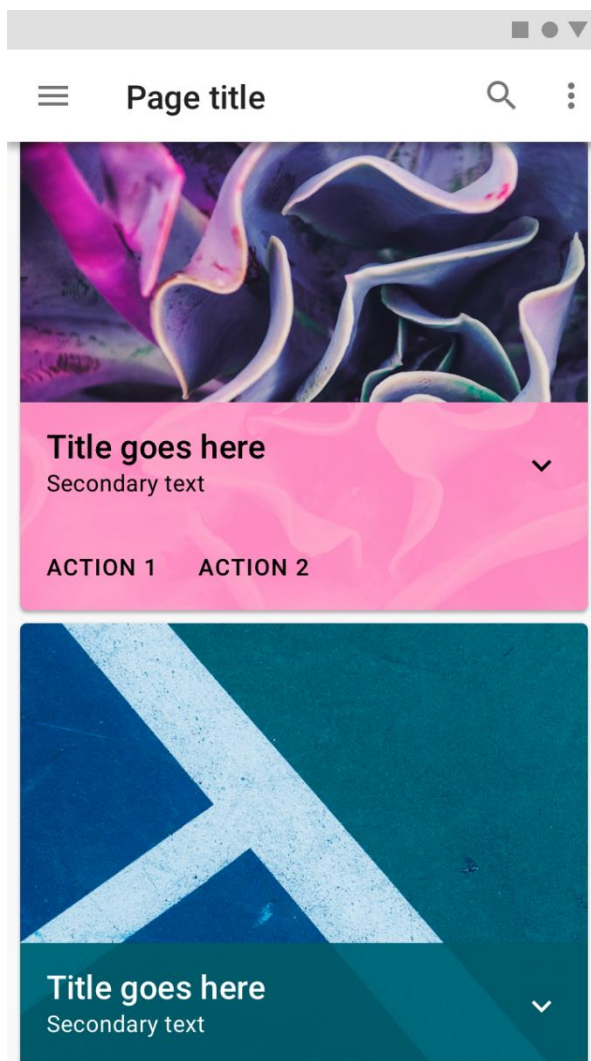 Page title
Title goes here
Secondary text
ACTION 1 ACTION 2
Title goes here
Secondary text